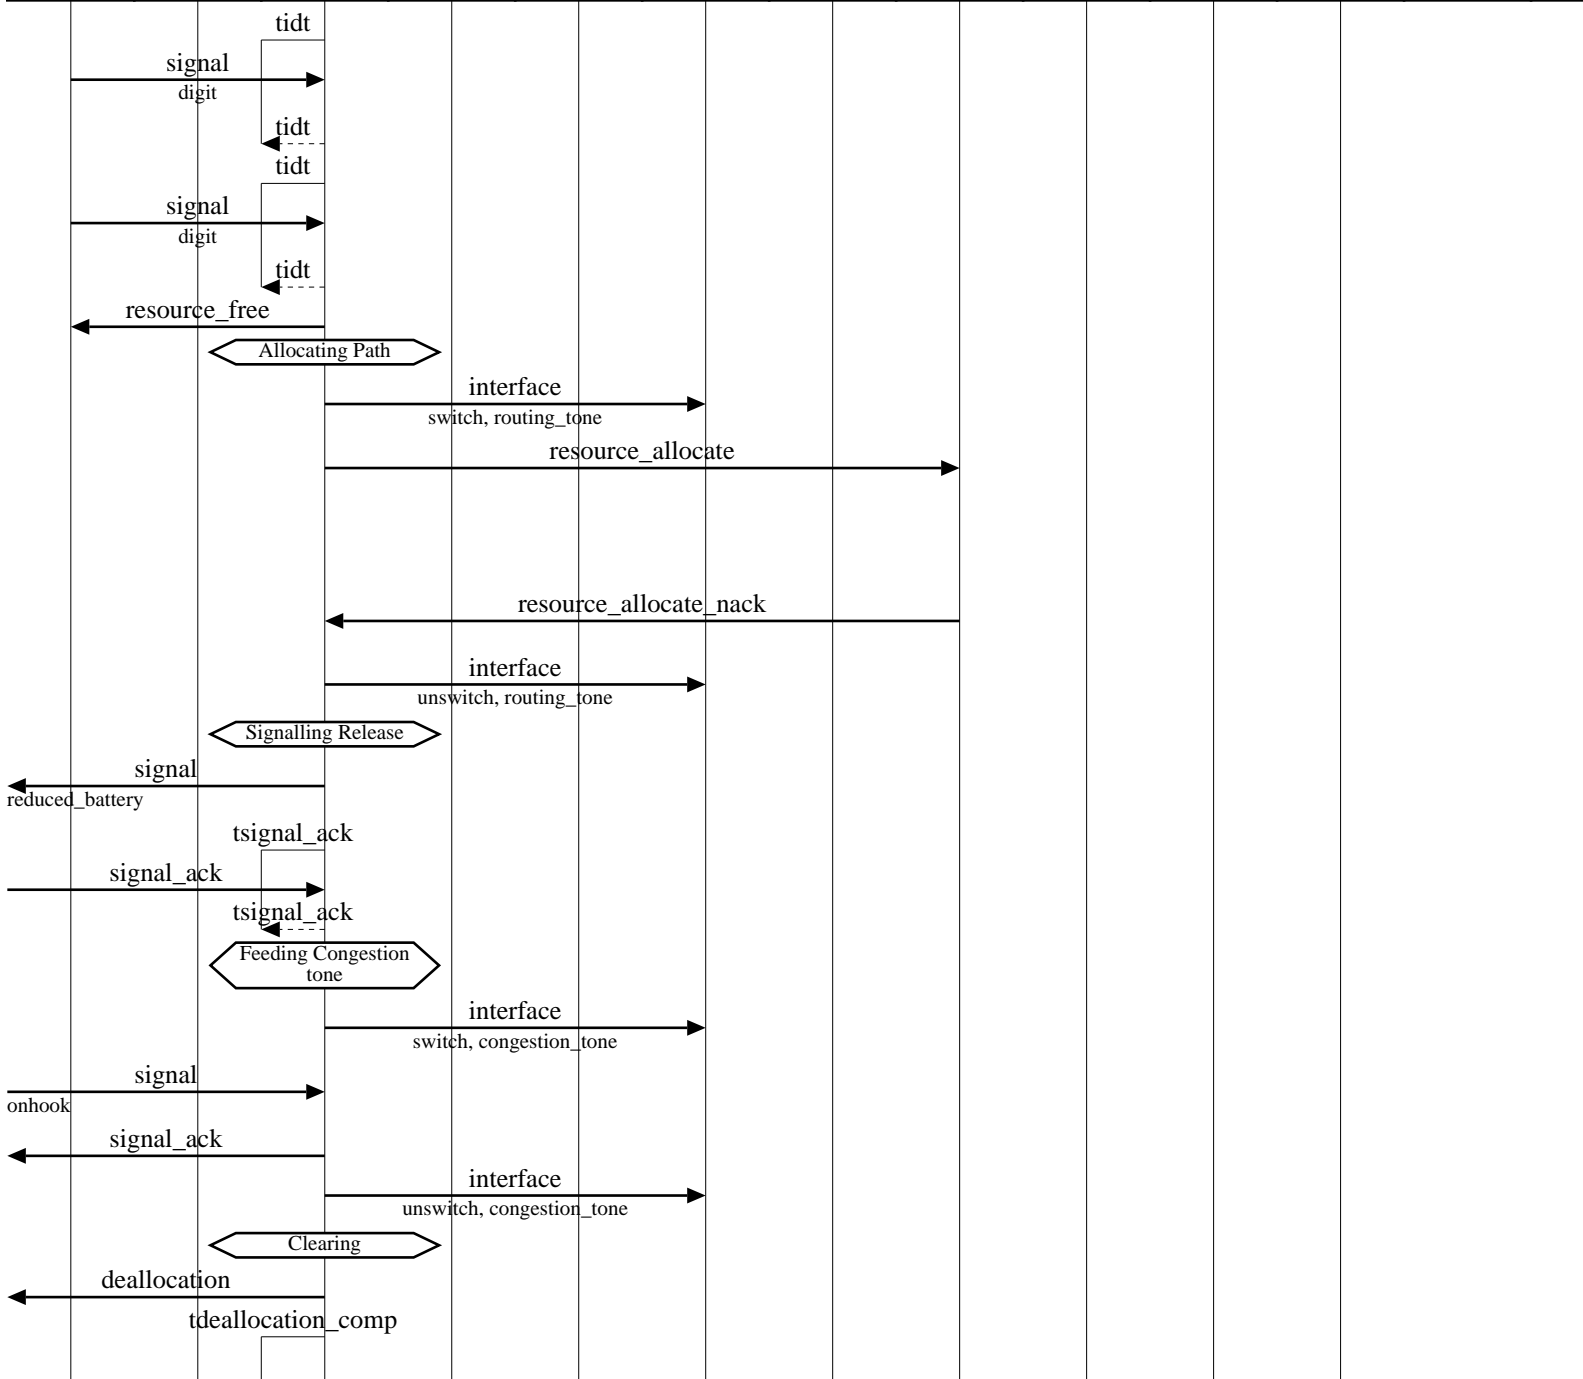 tidt
signal
digit
tidt
tidt
signal
digit
tidt
resource_free
Allocating Path
interface
switch, routing_tone
resource_allocate
resource_allocate_nack
interface
unswitch, routing_tone
Signalling Release
signal
reduced_battery
tsignal_ack
signal_ack
tsignal_ack
Feeding Congestion
tone
interface
switch, congestion_tone
signal
onhook
signal_ack
interface
unswitch, congestion_tone
Clearing
deallocation
tdeallocation_comp